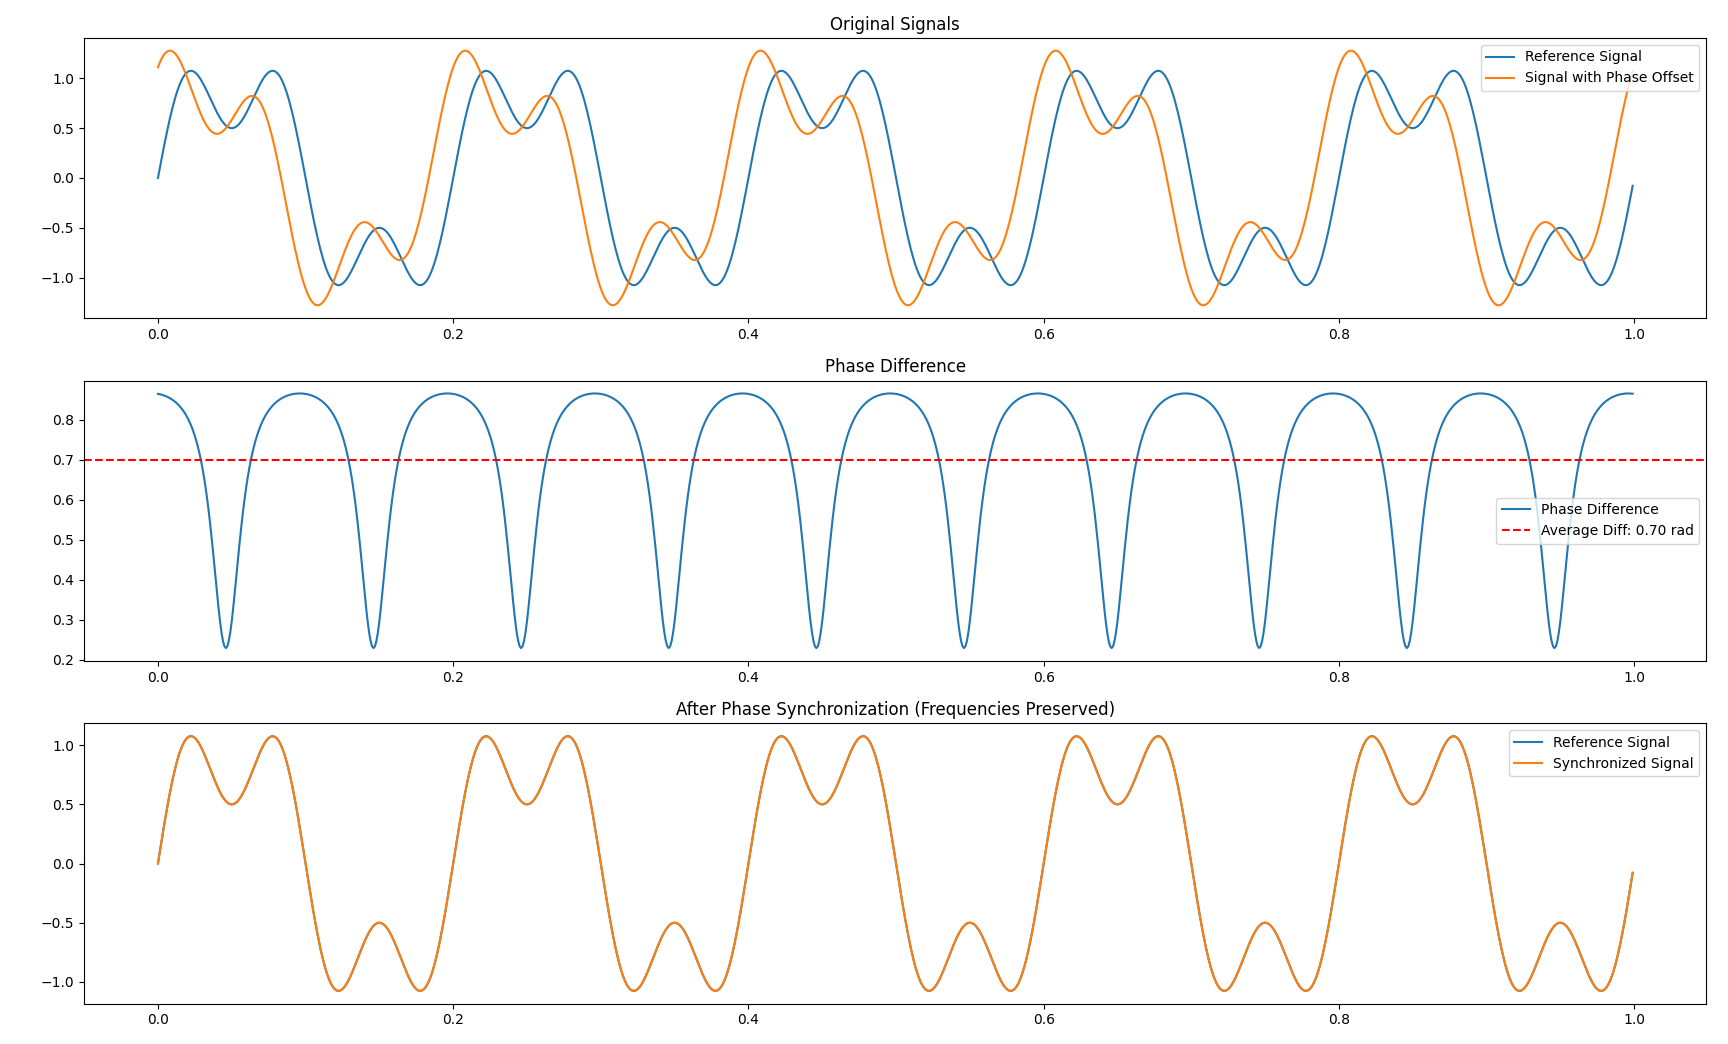 Original Signals
Reference Signal
Signal with Phase Offset
1.0
0.5
0.0
−0.5
−1.0
0.0 0.2 0.4 0.6 0.8 1.0
Phase Difference
0.8
0.7
0.6
0.5
0.4
0.3
0.2
Phase Difference
Average Diff: 0.70 rad
0.0 0.2 0.4 0.6 0.8 1.0
After Phase Synchronization (Frequencies Preserved)
Reference Signal
Synchronized Signal
1.0
0.5
0.0
−0.5
−1.0
0.0 0.2 0.4 0.6 0.8 1.0